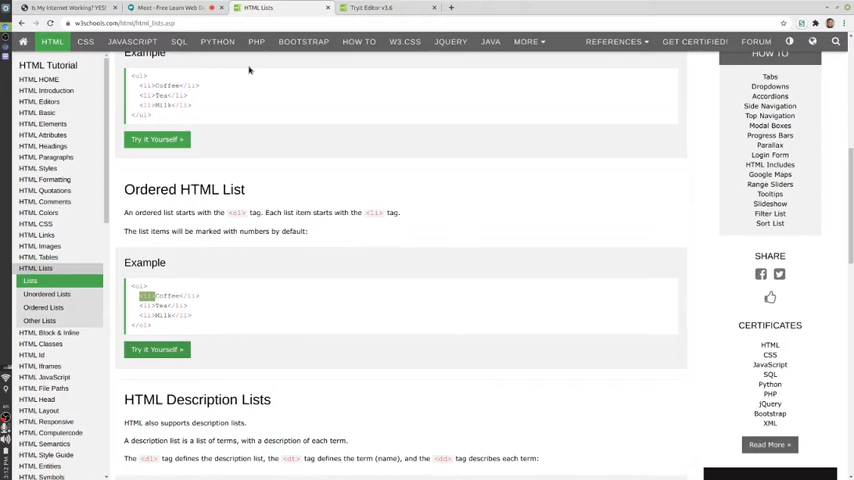 Is My Internet Working? YES!
Meet - Free Learn Web D
HTML Lists
Tryit Editor v3.6
w3schools.com/html/html_lists.asp
HTML CSS JAVASCRIPT SQL PYTHON PHP BOOTSTRAP HOW TO W3.CSS JQUERY JAVA MORE REFERENCES GET CERTIFIED! FORUM
HTML Tutorial
HTML HOME
HTML Introduction
HTML Editors
HTML Basic
HTML Elements
HTML Attributes
HTML Headings
HTML Paragraphs
HTML Styles
HTML Formatting
HTML Quotations
HTML Comments
HTML Colors
HTML CSS
HTML Links
HTML Images
HTML Tables
HTML Lists
Lists
Unordered Lists
Ordered Lists
Other Lists
HTML Block & Inline
HTML Classes
HTML Id
HTML Iframes
HTML JavaScript
HTML File Paths
HTML Head
HTML Layout
HTML Responsive
HTML Computercode
HTML Semantics
HTML Style Guide
HTML Entities
HTML Symbols
Example
<ul>
<li>Coffee</li>
<li>Tea</li>
<li>Milk</li>
</ul>
Try it Yourself »
Ordered HTML List
An ordered list starts with the <ol> tag. Each list item starts with the <li> tag.
The list items will be marked with numbers by default:
Example
<ol>
<li>Coffee</li>
<li>Tea</li>
<li>Milk</li>
</ol>
Try it Yourself »
HTML Description Lists
HTML also supports description lists.
A description list is a list of terms, with a description of each term.
The <dl> tag defines the description list, the <dt> tag defines the term (name), and the <dd> tag describes each term:
HOW TO
Tabs
Dropdowns
Accordions
Side Navigation
Top Navigation
Modal Boxes
Progress Bars
Parallax
Login Form
HTML Includes
Google Maps
Range Sliders
Tooltips
Slideshow
Filter List
Sort List
SHARE
CERTIFICATES
HTML
CSS
JavaScript
SQL
Python
PHP
jQuery
Bootstrap
XML
Read More »
3:12 PM